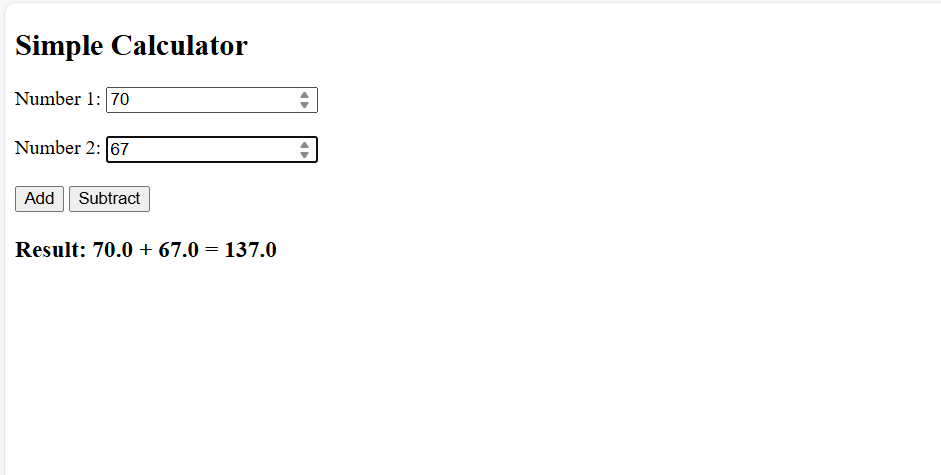 Simple Calculator
Number 1: 70
Number 2: 67
Add Subtract
Result: 70.0 + 67.0 = 137.0